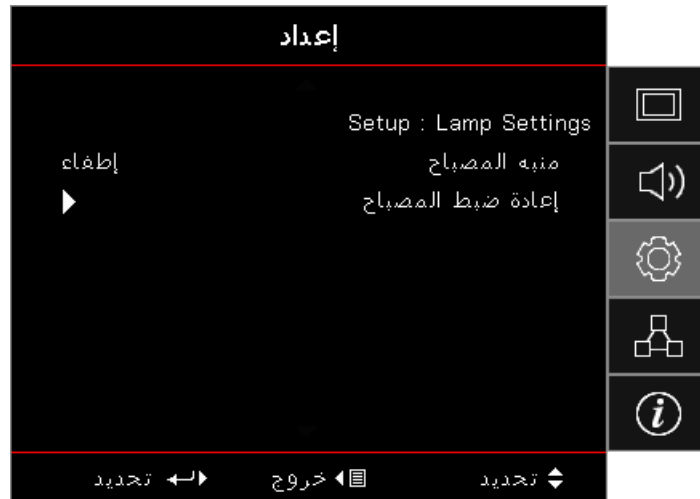 إعداد
Setup : Lamp Settings
منبه المصباح إطفاء
إعادة ضبط المصباح
تحديد خروج تحديد